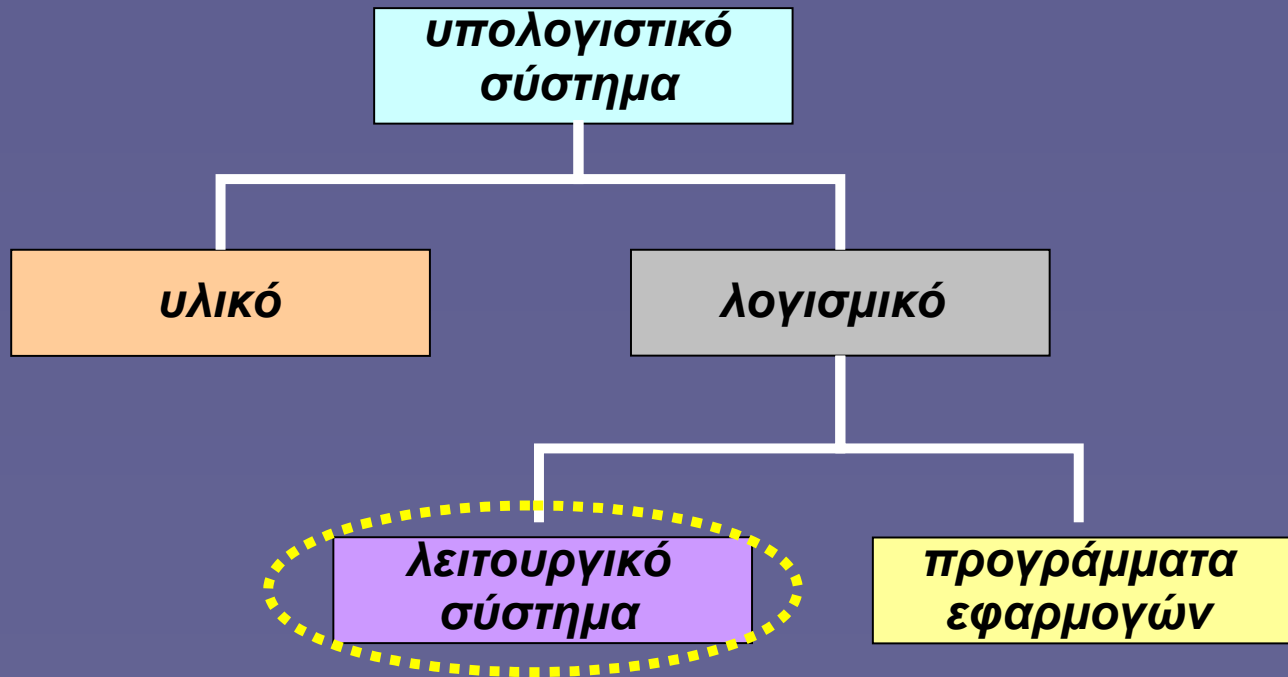 υπολογιστικό
σύστημα
υλικό
λογισμικό
λειτουργικό
σύστημα
προγράμματα
εφαρμογών